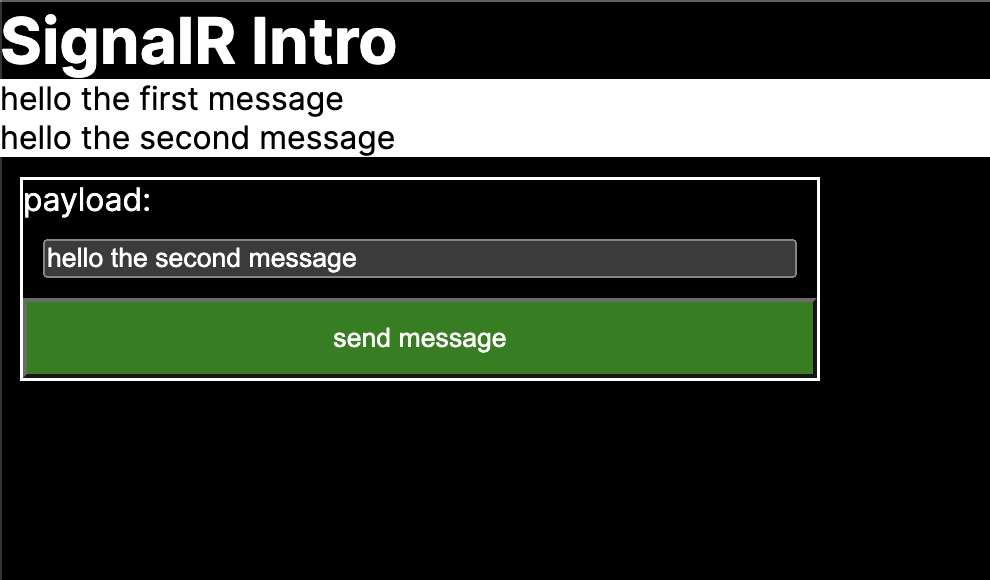 SignalR Intro
hello the first message
hello the second message
payload:
hello the second message
send message